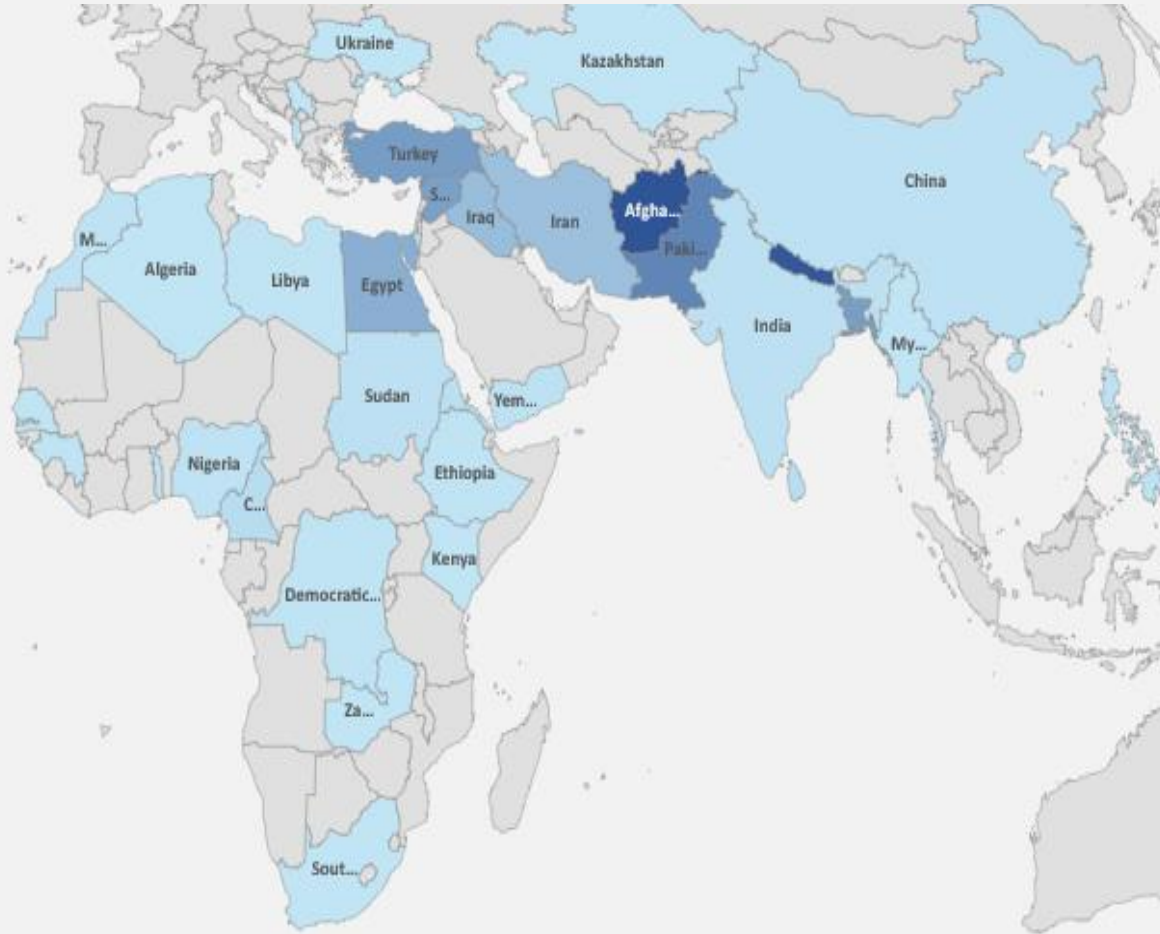 Ukraine
Kazakhstan
Turkey
China
S...
Afgha...
Iraq
Iran
M...
Paki...
Algeria
Libya
Egypt
India
My...
Sudan
Yem...
Nigeria
Ethiopia
C...
Kenya
Democratic...
Za...
Sout...